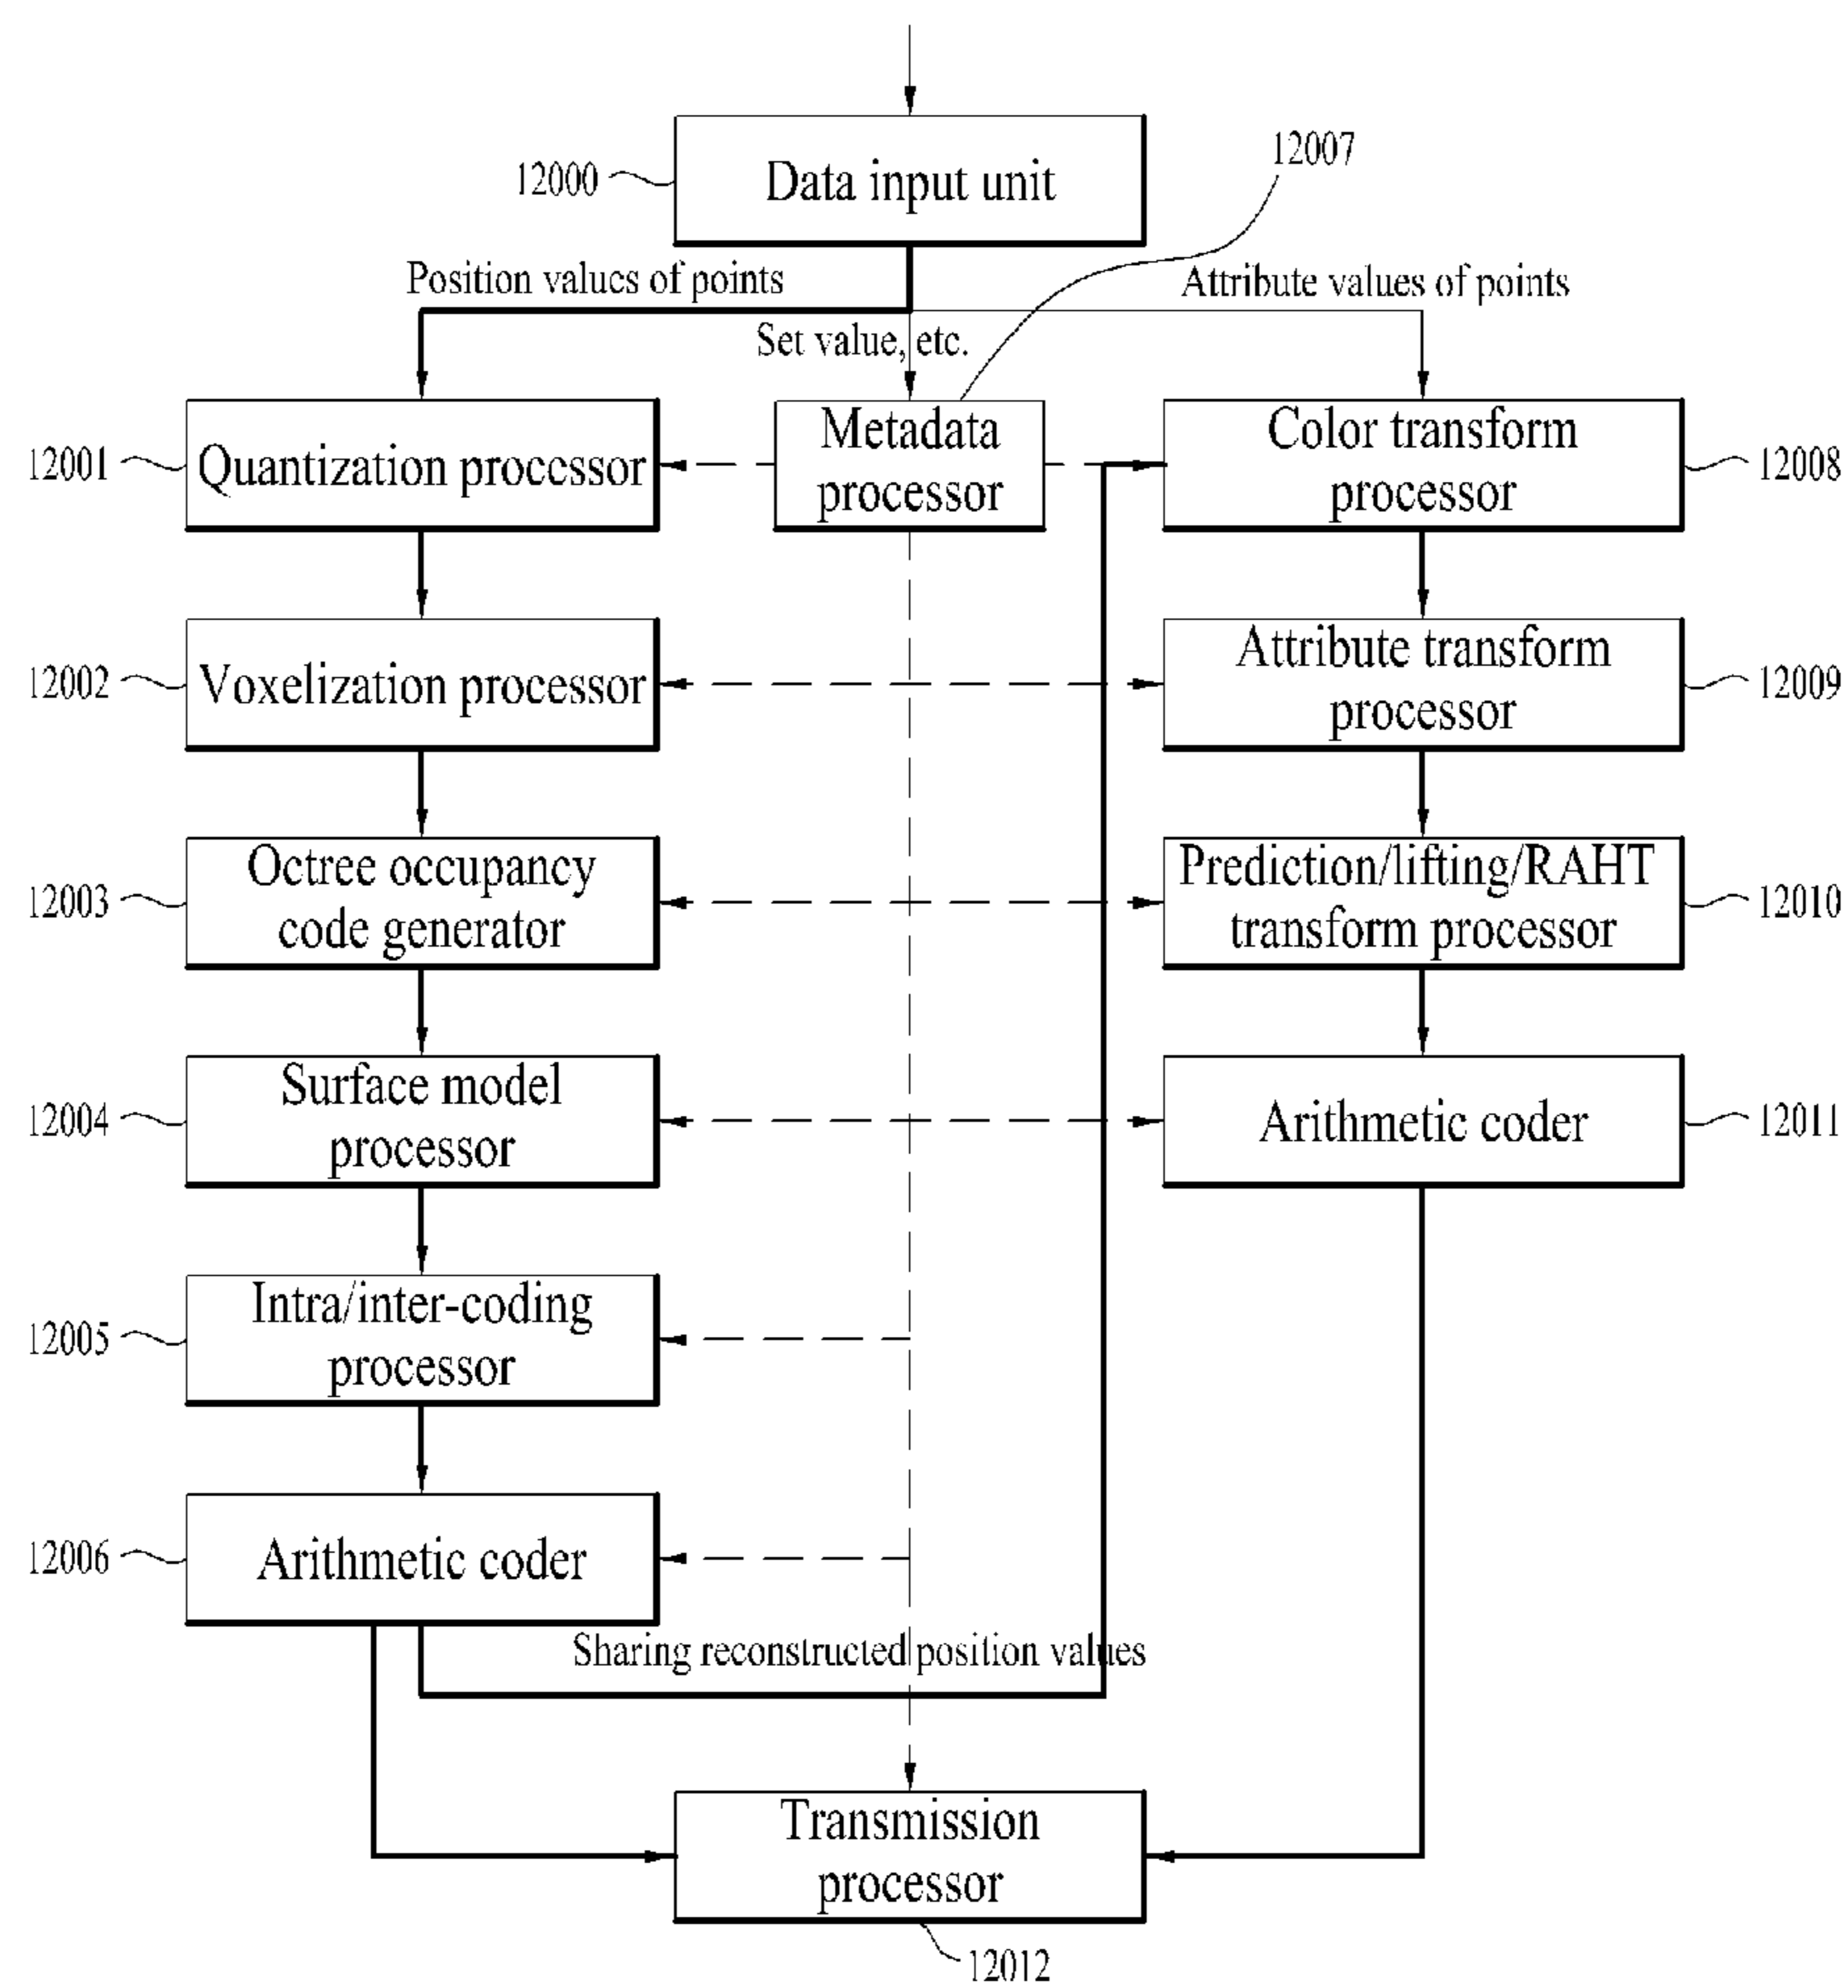 12000
Data input unit
12007
Position values of points
Attribute values of points
Set value, etc.
12001
Quantization processor
Metadata
processor
Color transform
processor
12008
12002
Voxelization processor
Attribute transform
processor
12009
12003
Octree occupancy
code generator
Prediction/lifting/RAHT
transform processor
12010
12004
Surface model
processor
Arithmetic coder
12011
12005
Intra/inter-coding
processor
12006
Arithmetic coder
Sharing reconstructed position values
Transmission
processor
12012